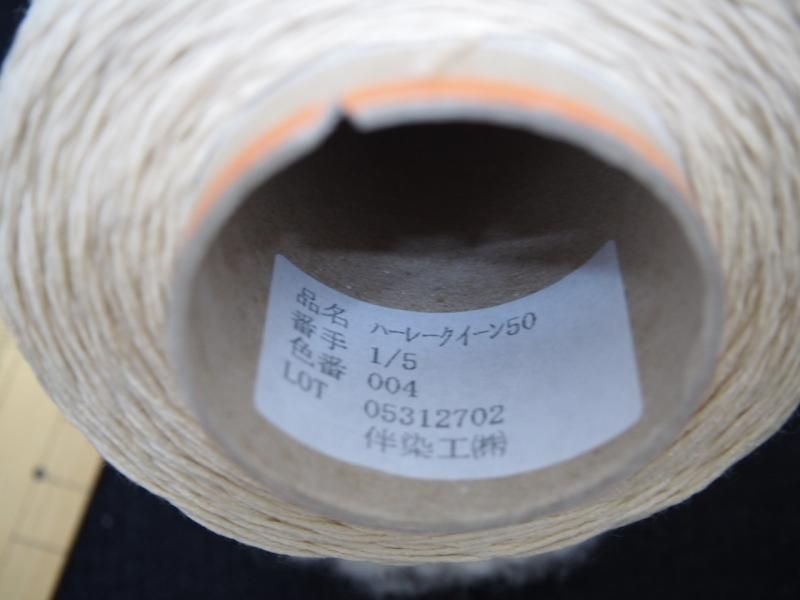 品名 ハーレークイーン50
番手 1/5
色番 004
LOT 05312702
伴染工㈱